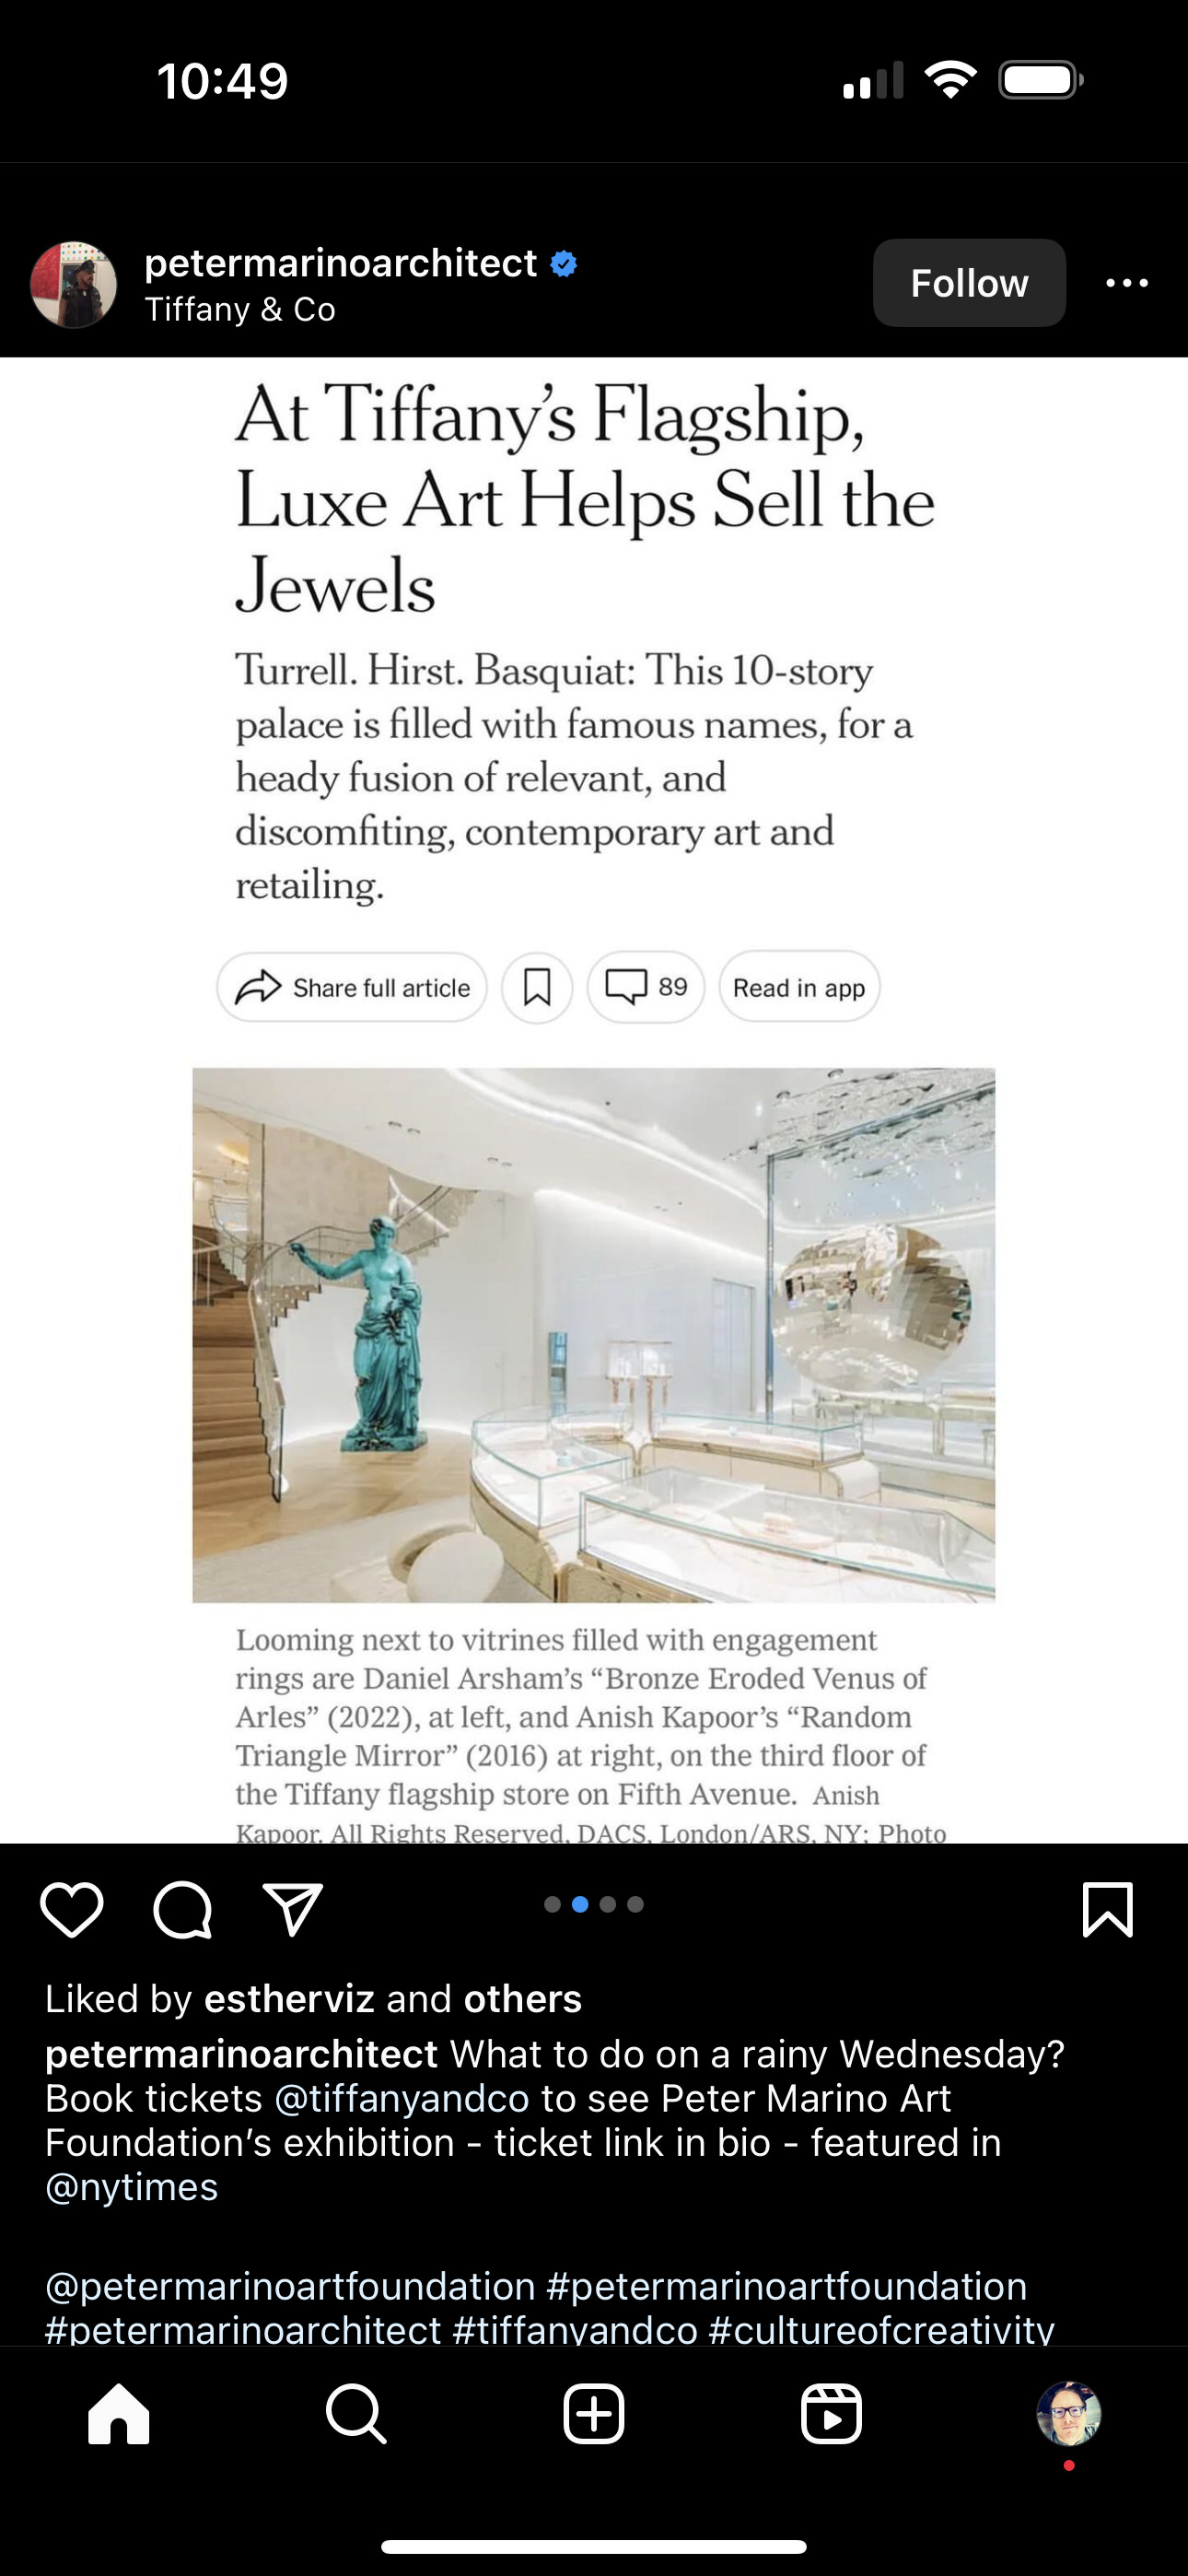 10:49
petermarinoarchitect
Tiffany & Co
Follow
At Tiffany’s Flagship,
Luxe Art Helps Sell the
Jewels
Turrell. Hirst. Basquiat: This 10-story
palace is filled with famous names, for a
heady fusion of relevant, and
discomfiting, contemporary art and
retailing.
Share full article
89
Read in app
Looming next to vitrines filled with engagement
rings are Daniel Arsham’s “Bronze Eroded Venus of
Arles” (2022), at left, and Anish Kapoor’s “Random
Triangle Mirror” (2016) at right, on the third floor of
the Tiffany flagship store on Fifth Avenue. Anish
Kapoor. All Rights Reserved, DACS, London/ARS, NY; Photo
Liked by estherviz and others
petermarinoarchitect What to do on a rainy Wednesday?
Book tickets @tiffanyandco to see Peter Marino Art
Foundation’s exhibition - ticket link in bio - featured in
@nytimes
@petermarinoartfoundation #petermarinoartfoundation
#petermarinoarchitect #tiffanyandco #cultureofcreativity